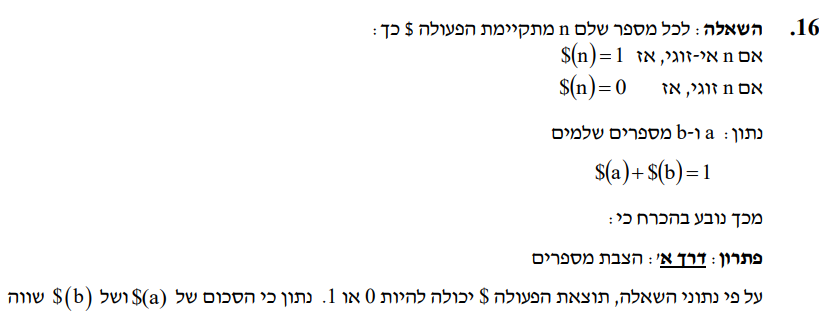 16. השאלה: לכל מספר שלם n מתקיימת הפעולה $ כך:
אם n אי-זוגי, אז $(n)=1
אם n זוגי, אז $(n)=0
נתון: a ו-b מספרים שלמים
$(a)+$(b)=1
מכך נובע בהכרח כי:
פתרון: דרך א': הצבת מספרים
על פי נתוני השאלה, תוצאת הפעולה $ יכולה להיות 0 או 1. נתון כי הסכום של $(a) ושל $(b) שווה